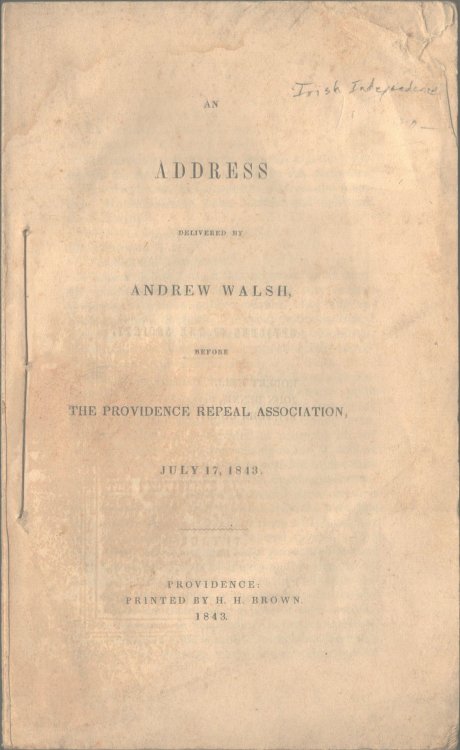 Irish Independence
AN
ADDRESS
DELIVERED BY
ANDREW WALSH,
BEFORE
THE PROVIDENCE REPEAL ASSOCIATION,
JULY 17, 1843.
PROVIDENCE:
PRINTED BY H. H. BROWN.
1843.